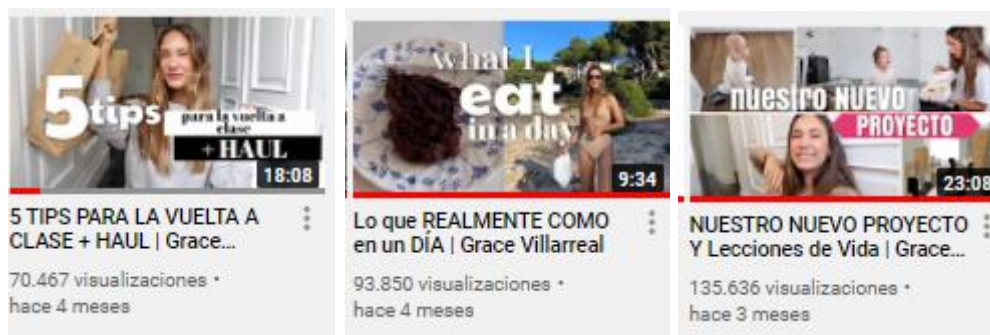 5 tips
para la vuelta a
clase
+ HAUL
18:08
5 TIPS PARA LA VUELTA A
CLASE + HAUL | Grace...
70.467 visualizaciones •
hace 4 meses
what I
eat
in a day
9:34
Lo que REALMENTE COMO
en un DÍA | Grace Villarreal
93.850 visualizaciones •
hace 4 meses
nuestro NUEVO
PROYECTO
23:08
NUESTRO NUEVO PROYECTO
Y Lecciones de Vida | Grace...
135.636 visualizaciones •
hace 3 meses